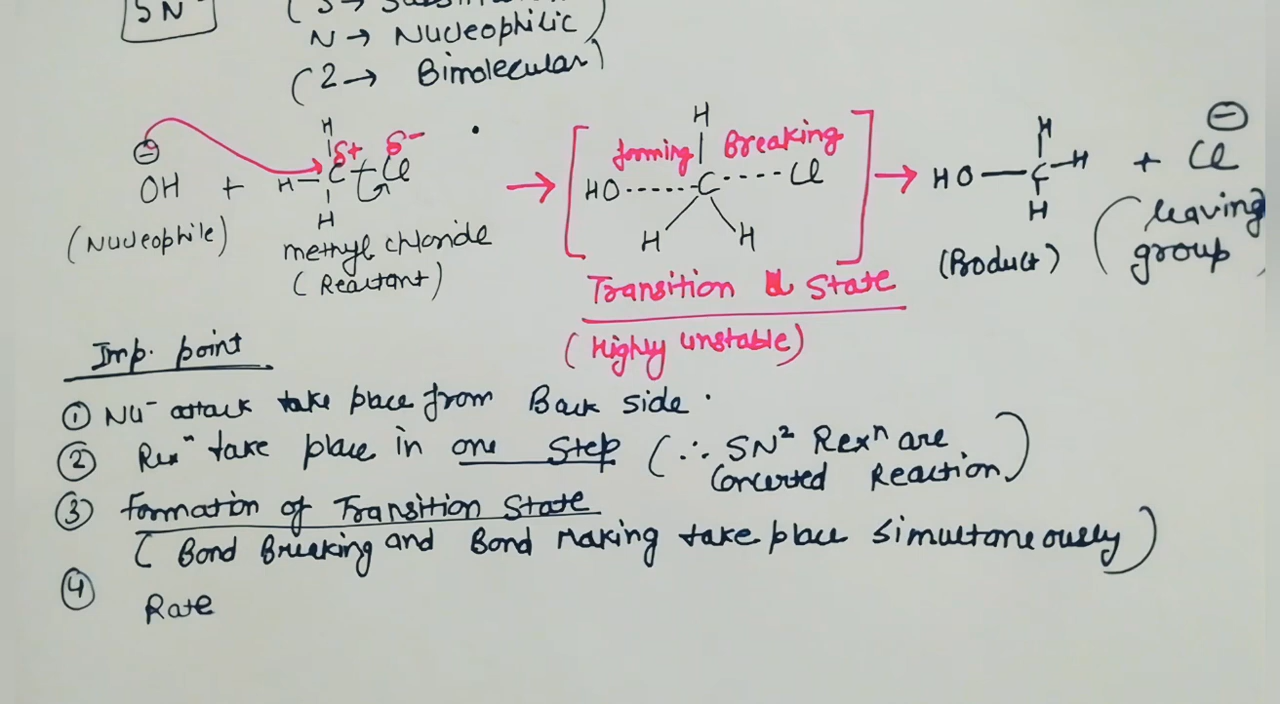 SN
(S → Substitution
N → Nucleophilic)
(2 → Bimolecular)
H H H
δ+ δ-
⊖ forming Breaking ⊖
OH + H-C-Cl → [HO-----C-----Cl] → HO-C-H + Cl
H H H H
(Nucleophile) methyl chloride (Product) (leaving group)
(Reactant)
Transition State
(Highly unstable)
Imp. point
① Nu⁻ attack take place from Back side.
② Rexⁿ take place in one Step (∴ SN² Rexⁿ are
Concerted Reaction)
③ Formation of Transition State
(Bond Breaking and Bond Making take place simultaneously)
④ Rate